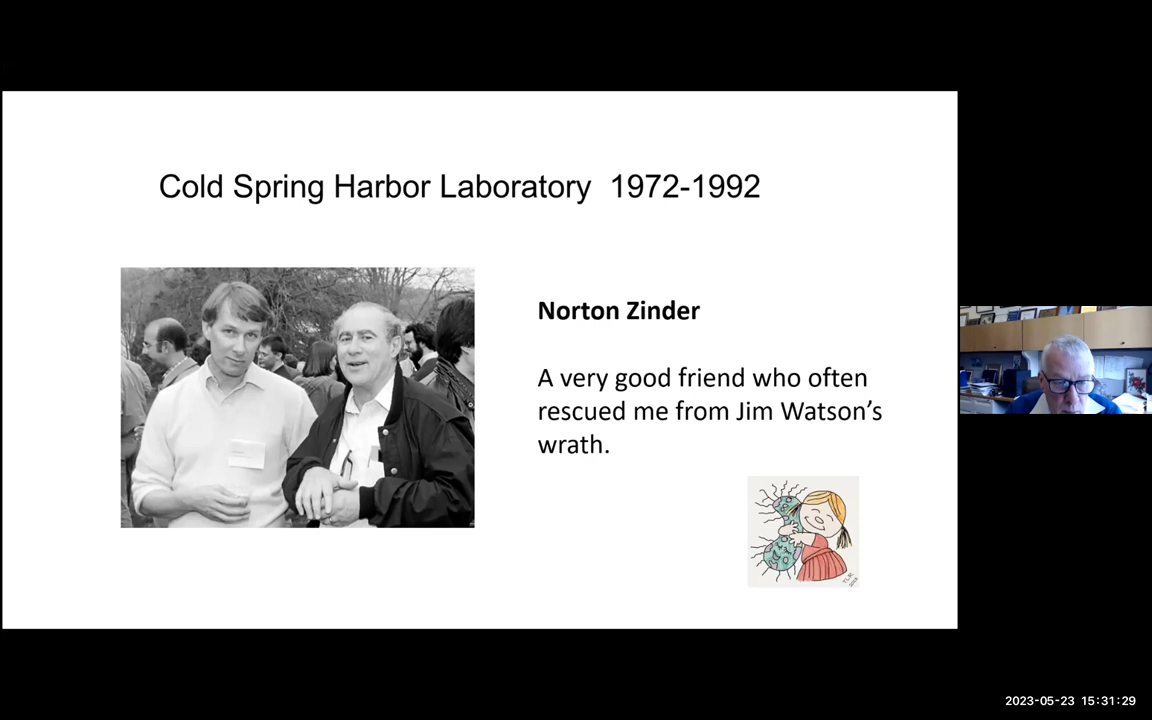 Cold Spring Harbor Laboratory 1972-1992
Norton Zinder
A very good friend who often
rescued me from Jim Watson’s
wrath.
2023-05-23 15:31:29